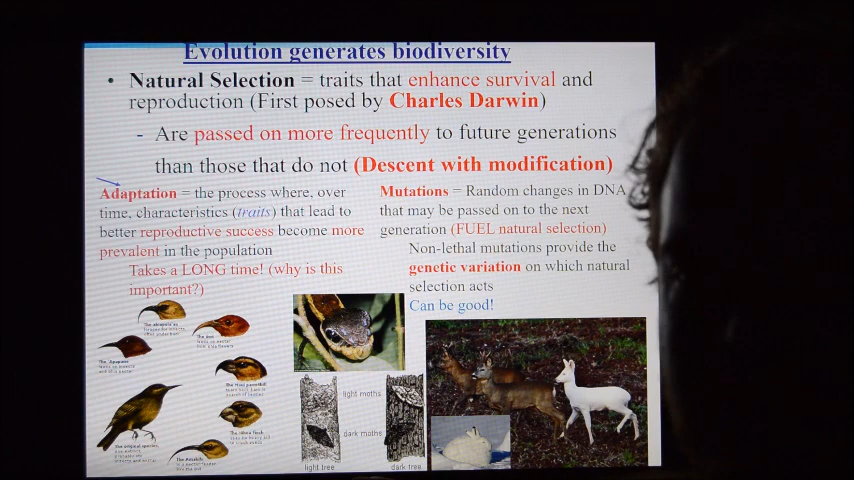 Evolution generates biodiversity
• Natural Selection = traits that enhance survival and
reproduction (First posed by Charles Darwin)
- Are passed on more frequently to future generations
than those that do not (Descent with modification)
Adaptation = the process where, over
time, characteristics (traits) that lead to
better reproductive success become more
prevalent in the population
Takes a LONG time! (why is this
important?)
Mutations = Random changes in DNA
that may be passed on to the next
generation (FUEL natural selection)
Non-lethal mutations provide the
genetic variation on which natural
selection acts
Can be good!
light moths
dark moths
light tree
dark tree